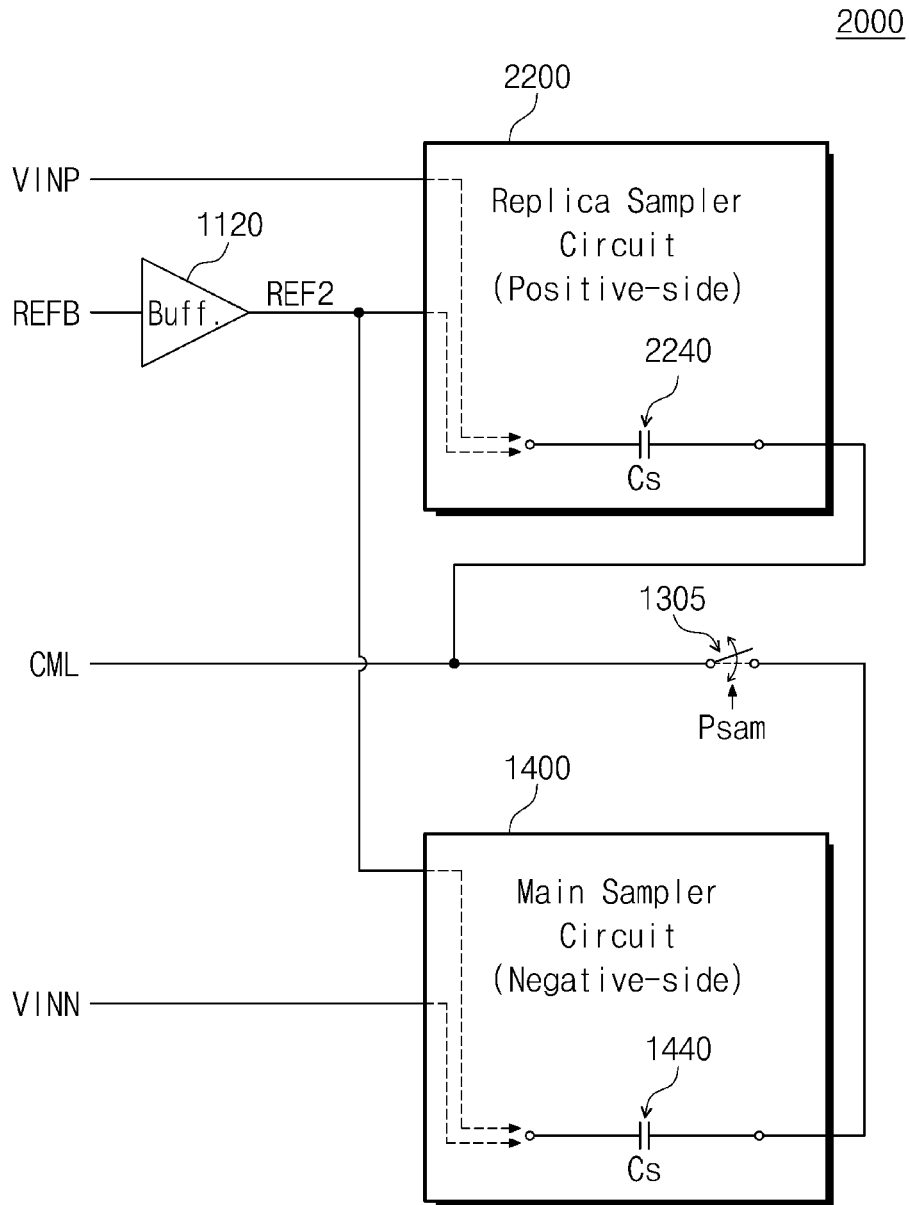 2000
2200
VINP
Replica Sampler
Circuit
(Positive-side)
1120
REFB
Buff.
REF2
2240
Cs
1305
CML
Psam
1400
Main Sampler
Circuit
(Negative-side)
VINN
1440
Cs